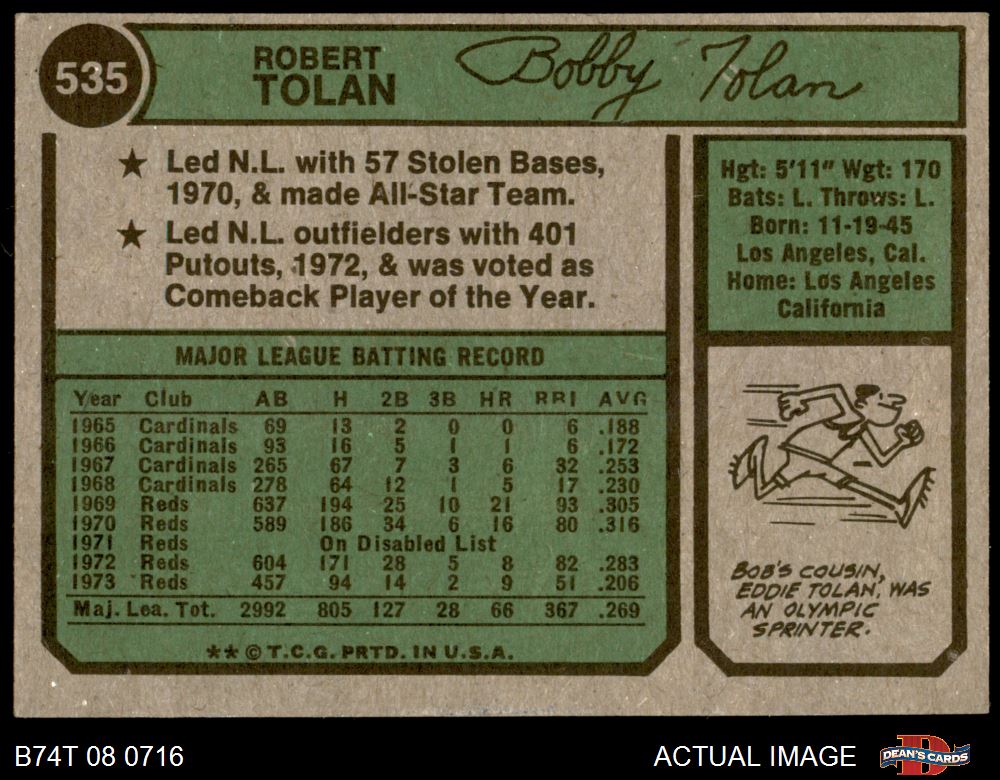 535
ROBERT
TOLAN
Bobby Tolan
★ Led N.L. with 57 Stolen Bases,
1970, & made All-Star Team.
★ Led N.L. outfielders with 401
Putouts, 1972, & was voted as
Comeback Player of the Year.
Hgt: 5'11" Wgt: 170
Bats: L. Throws: L.
Born: 11-19-45
Los Angeles, Cal.
Home: Los Angeles
California
MAJOR LEAGUE BATTING RECORD
Year Club AB H 2B 3B HR RBI AVG
1965 Cardinals 69 13 2 0 0 6 .188
1966 Cardinals 93 16 5 1 1 6 .172
1967 Cardinals 265 67 7 3 6 32 .253
1968 Cardinals 278 64 12 1 5 17 .230
1969 Reds 637 194 25 10 21 93 .305
1970 Reds 589 186 34 6 16 80 .316
1971 Reds On Disabled List
1972 Reds 604 171 28 5 8 82 .283
1973 Reds 457 94 14 2 9 51 .206
Maj. Lea. Tot. 2992 805 127 28 66 367 .269
** © T.C.G. PRTD. IN U.S.A.
BOB'S COUSIN,
EDDIE TOLAN, WAS
AN OLYMPIC
SPRINTER.
B74T 08 0716
ACTUAL IMAGE
DEAN'S CARDS